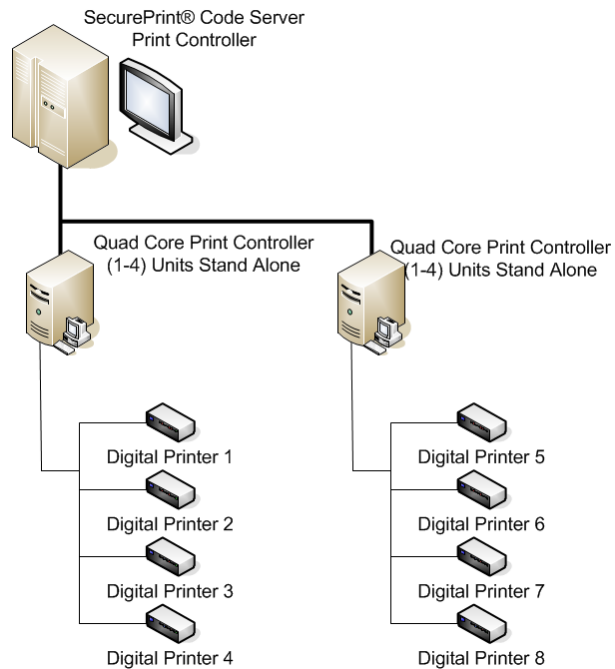 SecurePrint® Code Server
Print Controller
Quad Core Print Controller
(1-4) Units Stand Alone
Quad Core Print Controller
(1-4) Units Stand Alone
Digital Printer 1
Digital Printer 2
Digital Printer 3
Digital Printer 4
Digital Printer 5
Digital Printer 6
Digital Printer 7
Digital Printer 8